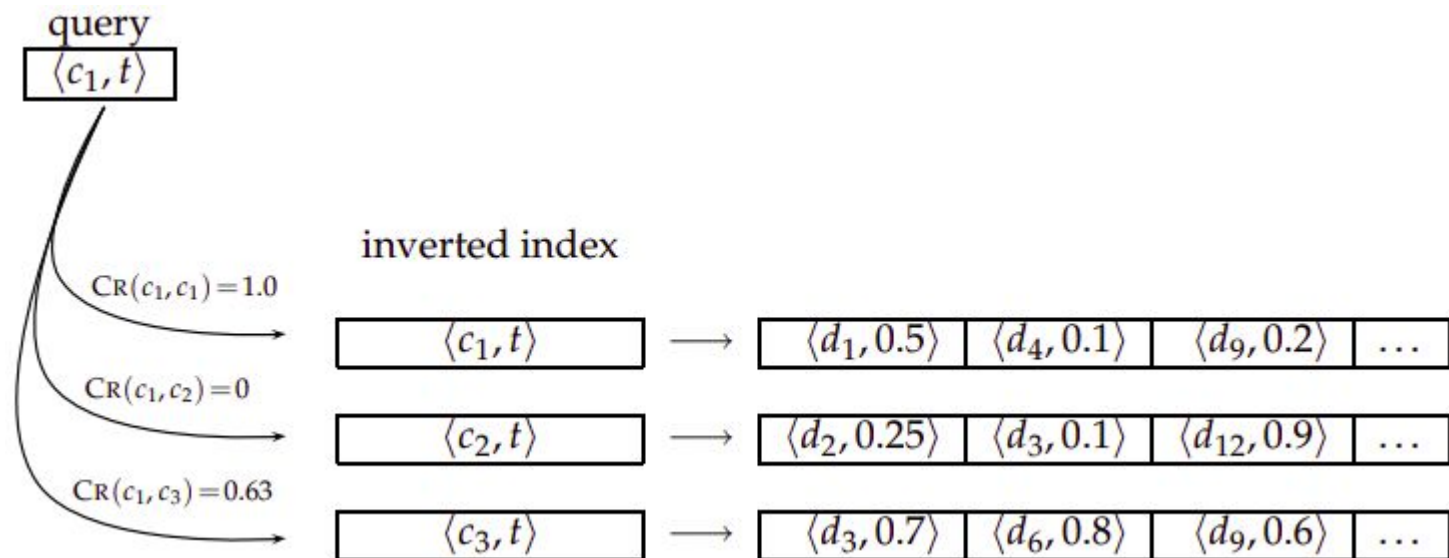 query
⟨c₁, t⟩
inverted index
CR(c₁, c₁) = 1.0
⟨c₁, t⟩ ⟶ ⟨d₁, 0.5⟩ ⟨d₄, 0.1⟩ ⟨d₉, 0.2⟩ ...
CR(c₁, c₂) = 0
⟨c₂, t⟩ ⟶ ⟨d₂, 0.25⟩ ⟨d₃, 0.1⟩ ⟨d₁₂, 0.9⟩ ...
CR(c₁, c₃) = 0.63
⟨c₃, t⟩ ⟶ ⟨d₃, 0.7⟩ ⟨d₆, 0.8⟩ ⟨d₉, 0.6⟩ ...